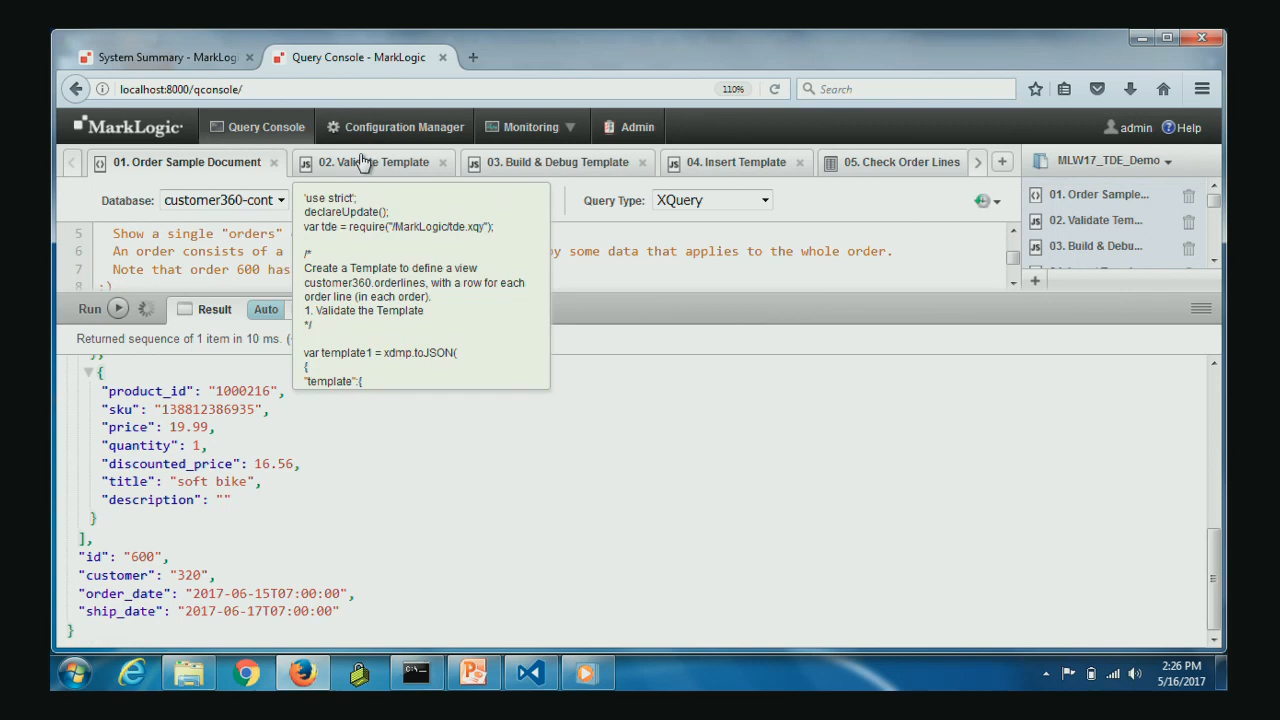 System Summary - MarkLogi
Query Console - MarkLogic
localhost:8000/qconsole/
110%
Search
MarkLogic
Query Console
Configuration Manager
Monitoring
Admin
admin
Help
01. Order Sample Document
02. Validate Template
03. Build & Debug Template
04. Insert Template
05. Check Order Lines
MLW17_TDE_Demo
Database:
customer360-cont
Query Type:
XQuery
01. Order Sample...
02. Validate Tem...
03. Build & Debu...
'use strict';
declareUpdate();
var tde = require("/MarkLogic/tde.xqy");
/*
Create a Template to define a view
customer360.orderlines, with a row for each
order line (in each order).
1. Validate the Template
*/
var template1 = xdmp.toJSON(
{
"template":{
5 Show a single "orders"
6 An order consists of a by some data that applies to the whole order.
7 Note that order 600 has
:)
Run
Result
Auto
Returned sequence of 1 item in 10 ms.
},
{
"product_id": "1000216",
"sku": "138812386935",
"price": 19.99,
"quantity": 1,
"discounted_price": 16.56,
"title": "soft bike",
"description": ""
}
],
"id": "600",
"customer": "320",
"order_date": "2017-06-15T07:00:00",
"ship_date": "2017-06-17T07:00:00"
}
2:26 PM
5/16/2017